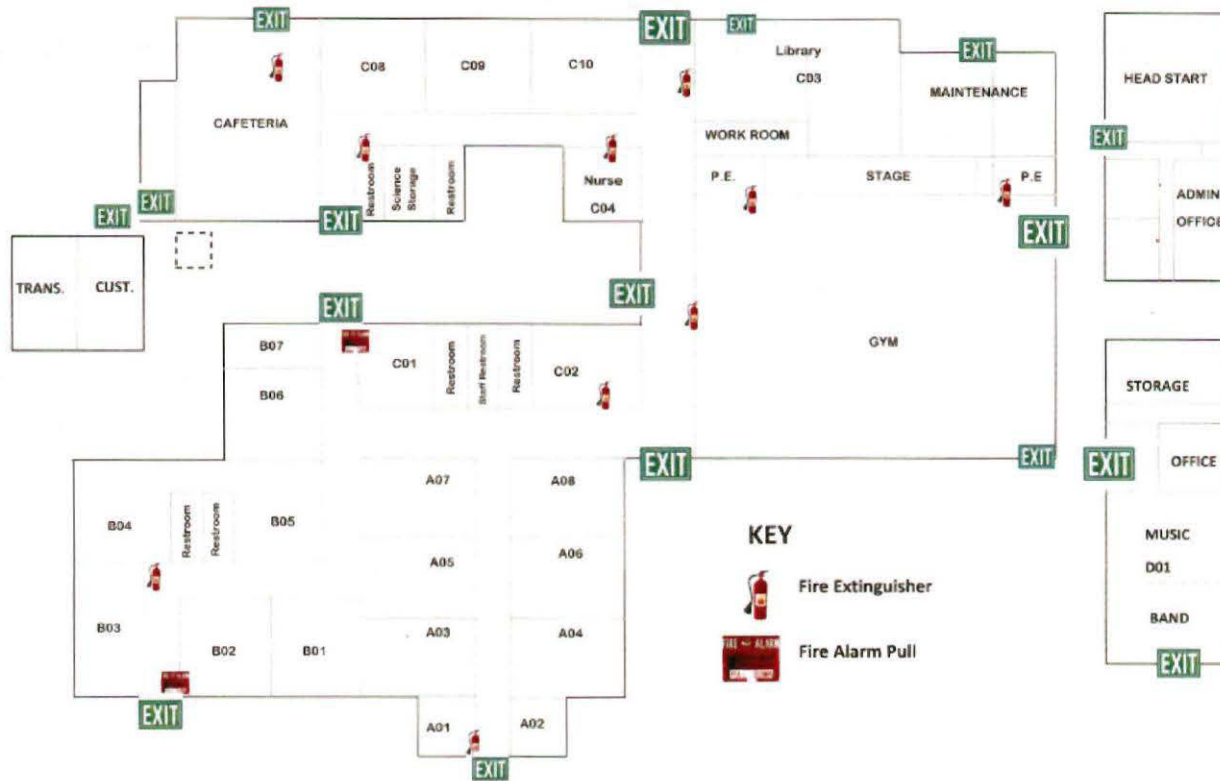 EXIT
EXIT
EXIT
Library
C03
EXIT
C08
C09
C10
HEAD START
MAINTENANCE
CAFETERIA
WORK ROOM
EXIT
Restroom
Science
Storage
Restroom
Nurse
C04
P.E.
STAGE
P.E
ADMIN
OFFICE
EXIT
EXIT
EXIT
EXIT
TRANS.
CUST.
EXIT
EXIT
B07
C01
Restroom
Staff Restroom
Restroom
C02
GYM
B06
STORAGE
EXIT
EXIT
EXIT
OFFICE
A07
A08
B04
Restroom
Restroom
B05
KEY
MUSIC
D01
A05
A06
Fire Extinguisher
BAND
B03
B02
B01
A03
A04
FIRE ALARM
Fire Alarm Pull
EXIT
EXIT
A01
A02
EXIT